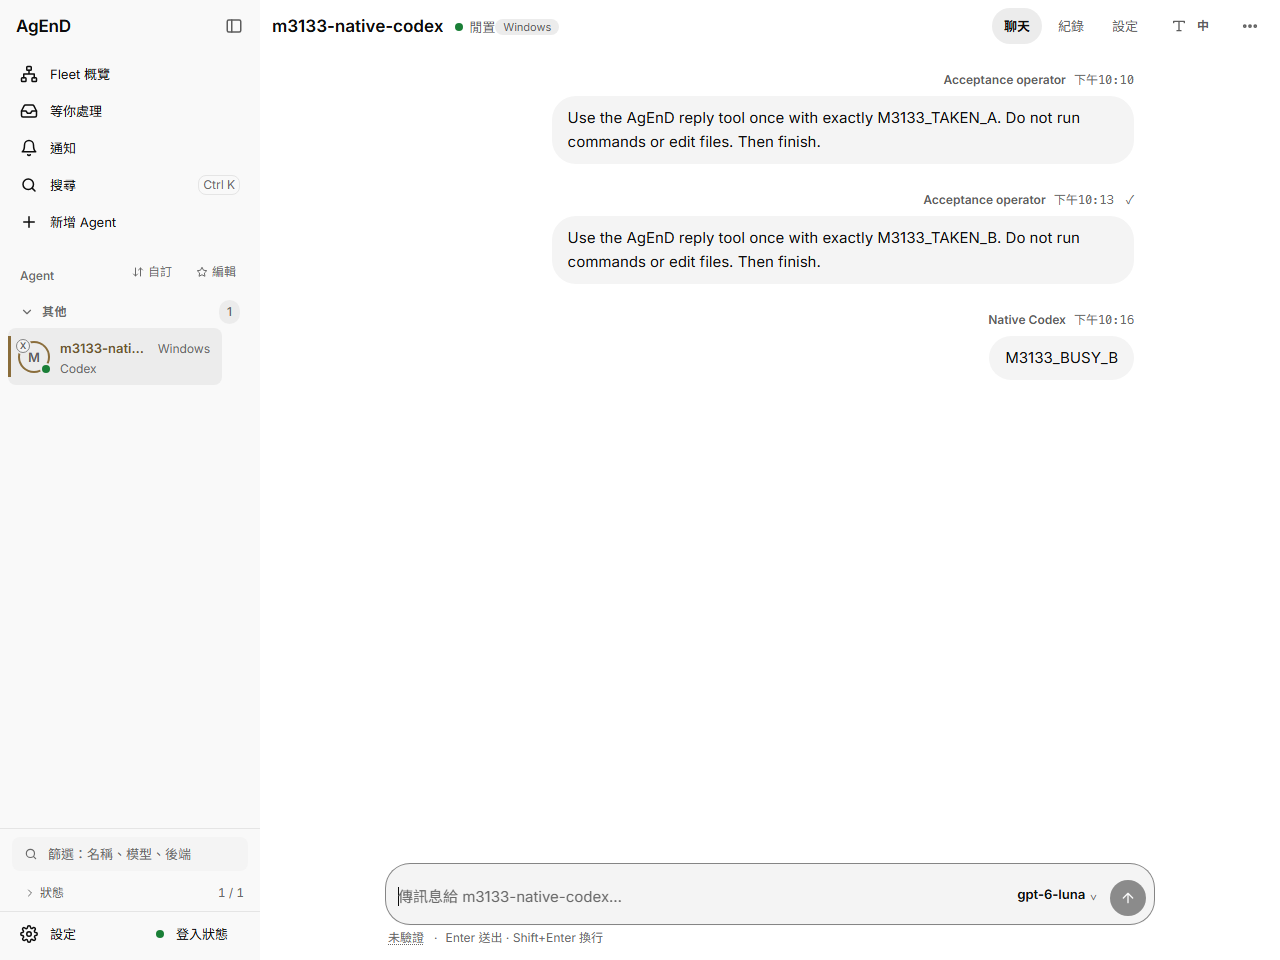 AgEnD
Fleet 概覽
等你處理
通知
搜尋 Ctrl K
新增 Agent
Agent 自訂 編輯
其他 1
X M m3133-nati... Windows
Codex
篩選：名稱、模型、後端
狀態 1 / 1
設定 登入狀態
m3133-native-codex 閒置 Windows 聊天 紀錄 設定 中
Acceptance operator 下午10:10
Use the AgEnD reply tool once with exactly M3133_TAKEN_A. Do not run
commands or edit files. Then finish.
Acceptance operator 下午10:13 ✓
Use the AgEnD reply tool once with exactly M3133_TAKEN_B. Do not run
commands or edit files. Then finish.
Native Codex 下午10:16
M3133_BUSY_B
傳訊息給 m3133-native-codex... gpt-6-luna
未驗證 · Enter 送出 · Shift+Enter 換行